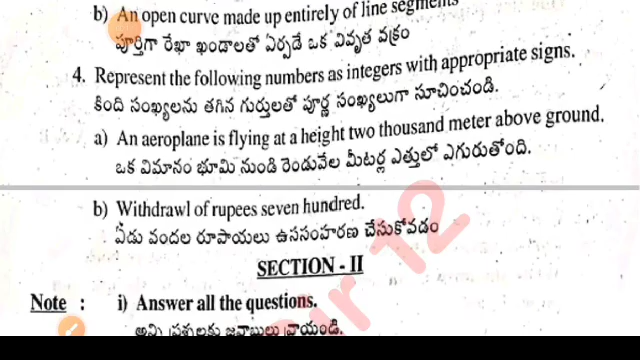 b) An open curve made up entirely of line segments
పూర్తిగా రేఖా ఖండాలతో ఏర్పడే ఒక వివృత వక్రం
4. Represent the following numbers as integers with appropriate signs.
కింది సంఖ్యలను తగిన గుర్తులతో పూర్ణ సంఖ్యలుగా సూచించండి.
a) An aeroplane is flying at a height two thousand meter above ground.
ఒక విమానం భూమి నుండి రెండువేల మీటర్ల ఎత్తులో ఎగురుతోంది.
b) Withdrawl of rupees seven hundred.
ఏడు వందల రూపాయలు ఉపసంహరణ చేసుకోవడం
SECTION - II
Note : i) Answer all the questions.
అన్ని ప్రశ్నలకు జవాబులు వ్రాయండి.